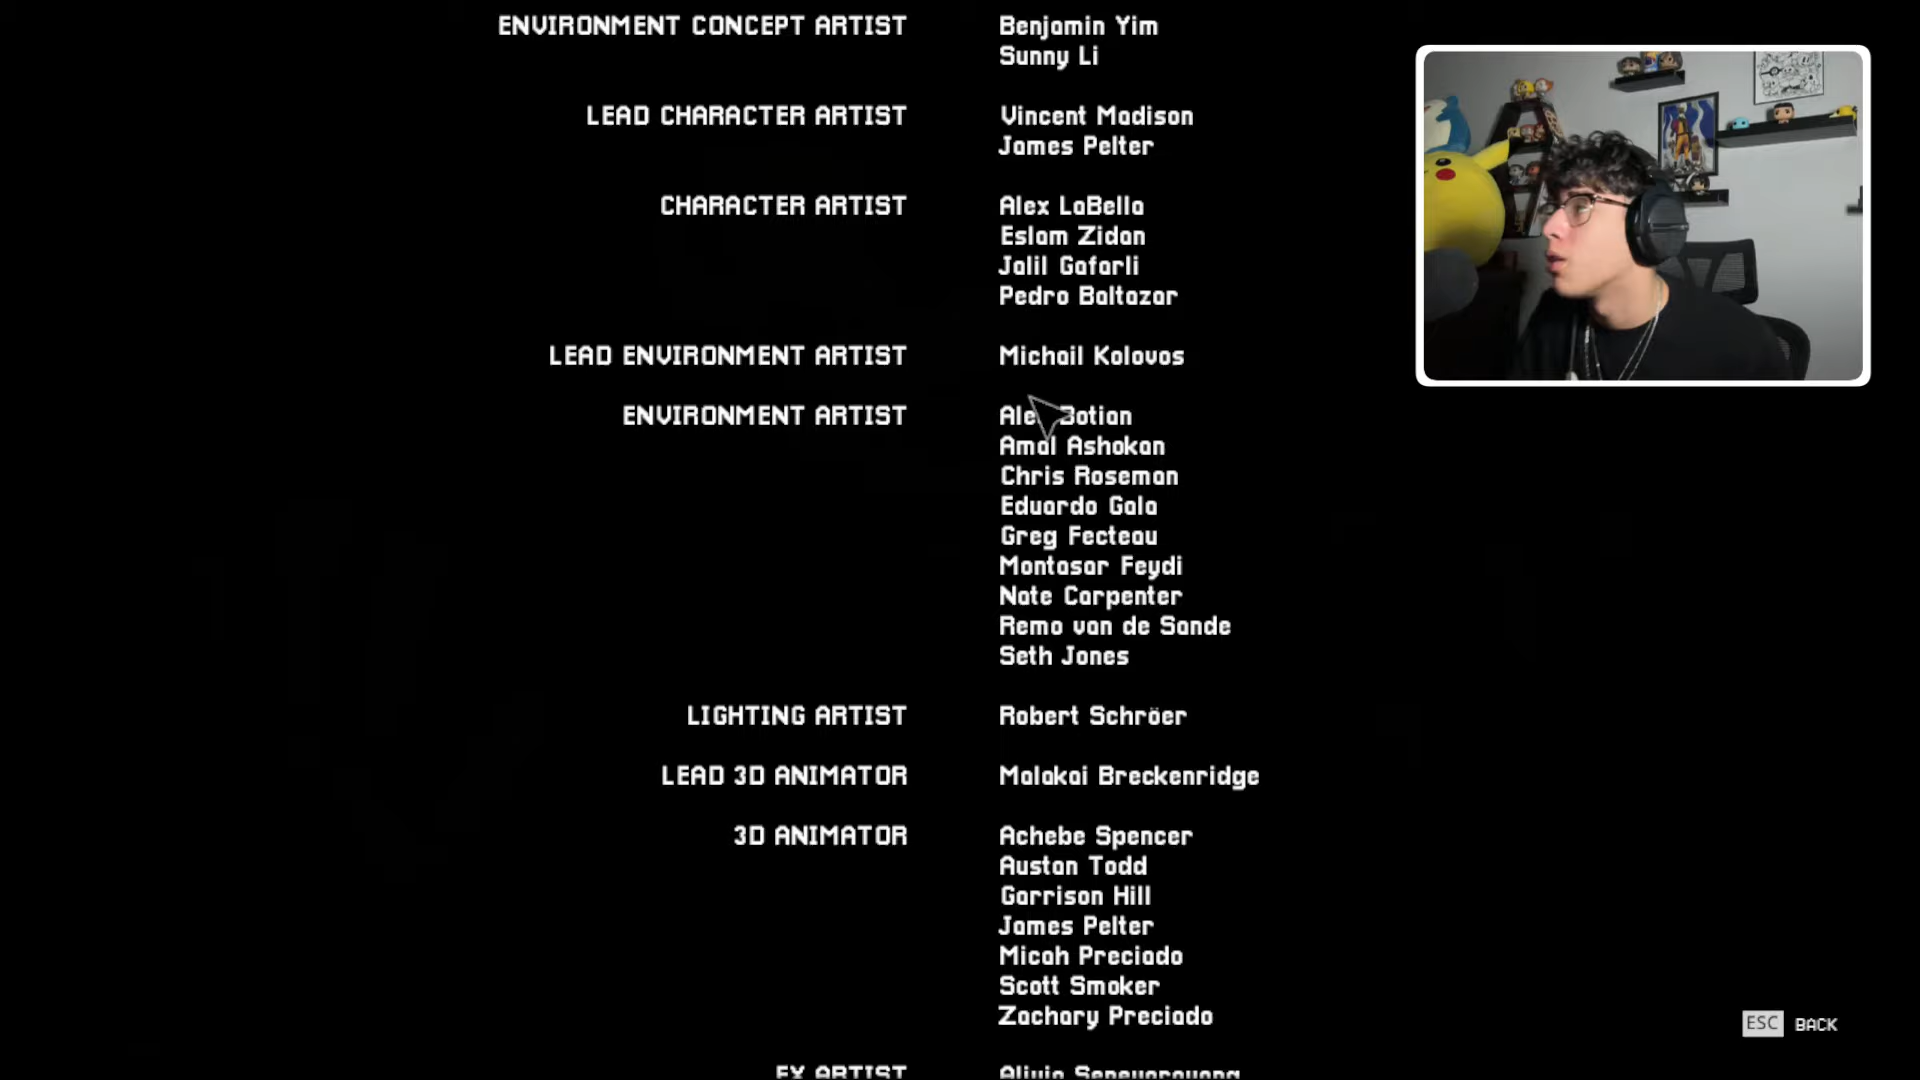 ENVIRONMENT CONCEPT ARTIST Benjamin Yim
Sunny Li
LEAD CHARACTER ARTIST Vincent Madison
James Pelter
CHARACTER ARTIST Alex LaBella
Eslam Zidan
Jalil Gafarli
Pedro Baltazar
LEAD ENVIRONMENT ARTIST Michail Kolovos
ENVIRONMENT ARTIST Botian
Amal Ashokan
Chris Roseman
Eduardo Gala
Greg Fecteau
Montasar Feydi
Nate Carpenter
Remo van de Sande
Seth Jones
LIGHTING ARTIST Robert Schröer
LEAD 3D ANIMATOR Malakai Breckenridge
3D ANIMATOR Achebe Spencer
Austan Todd
Garrison Hill
James Pelter
Micah Preciado
Scott Smoker
Zachary Preciado
ESC BACK
FX ARTIST